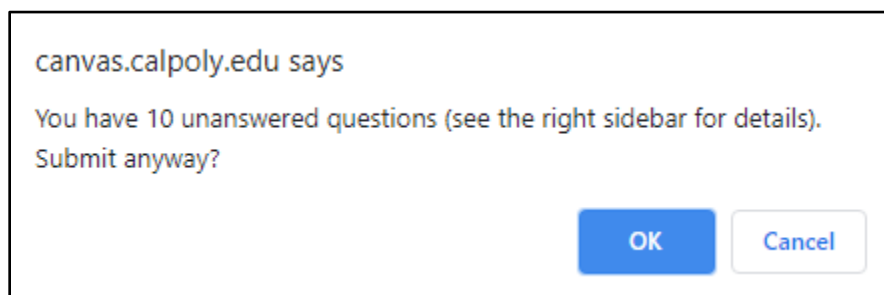 canvas.calpoly.edu says
You have 10 unanswered questions (see the right sidebar for details).
Submit anyway?
OK
Cancel